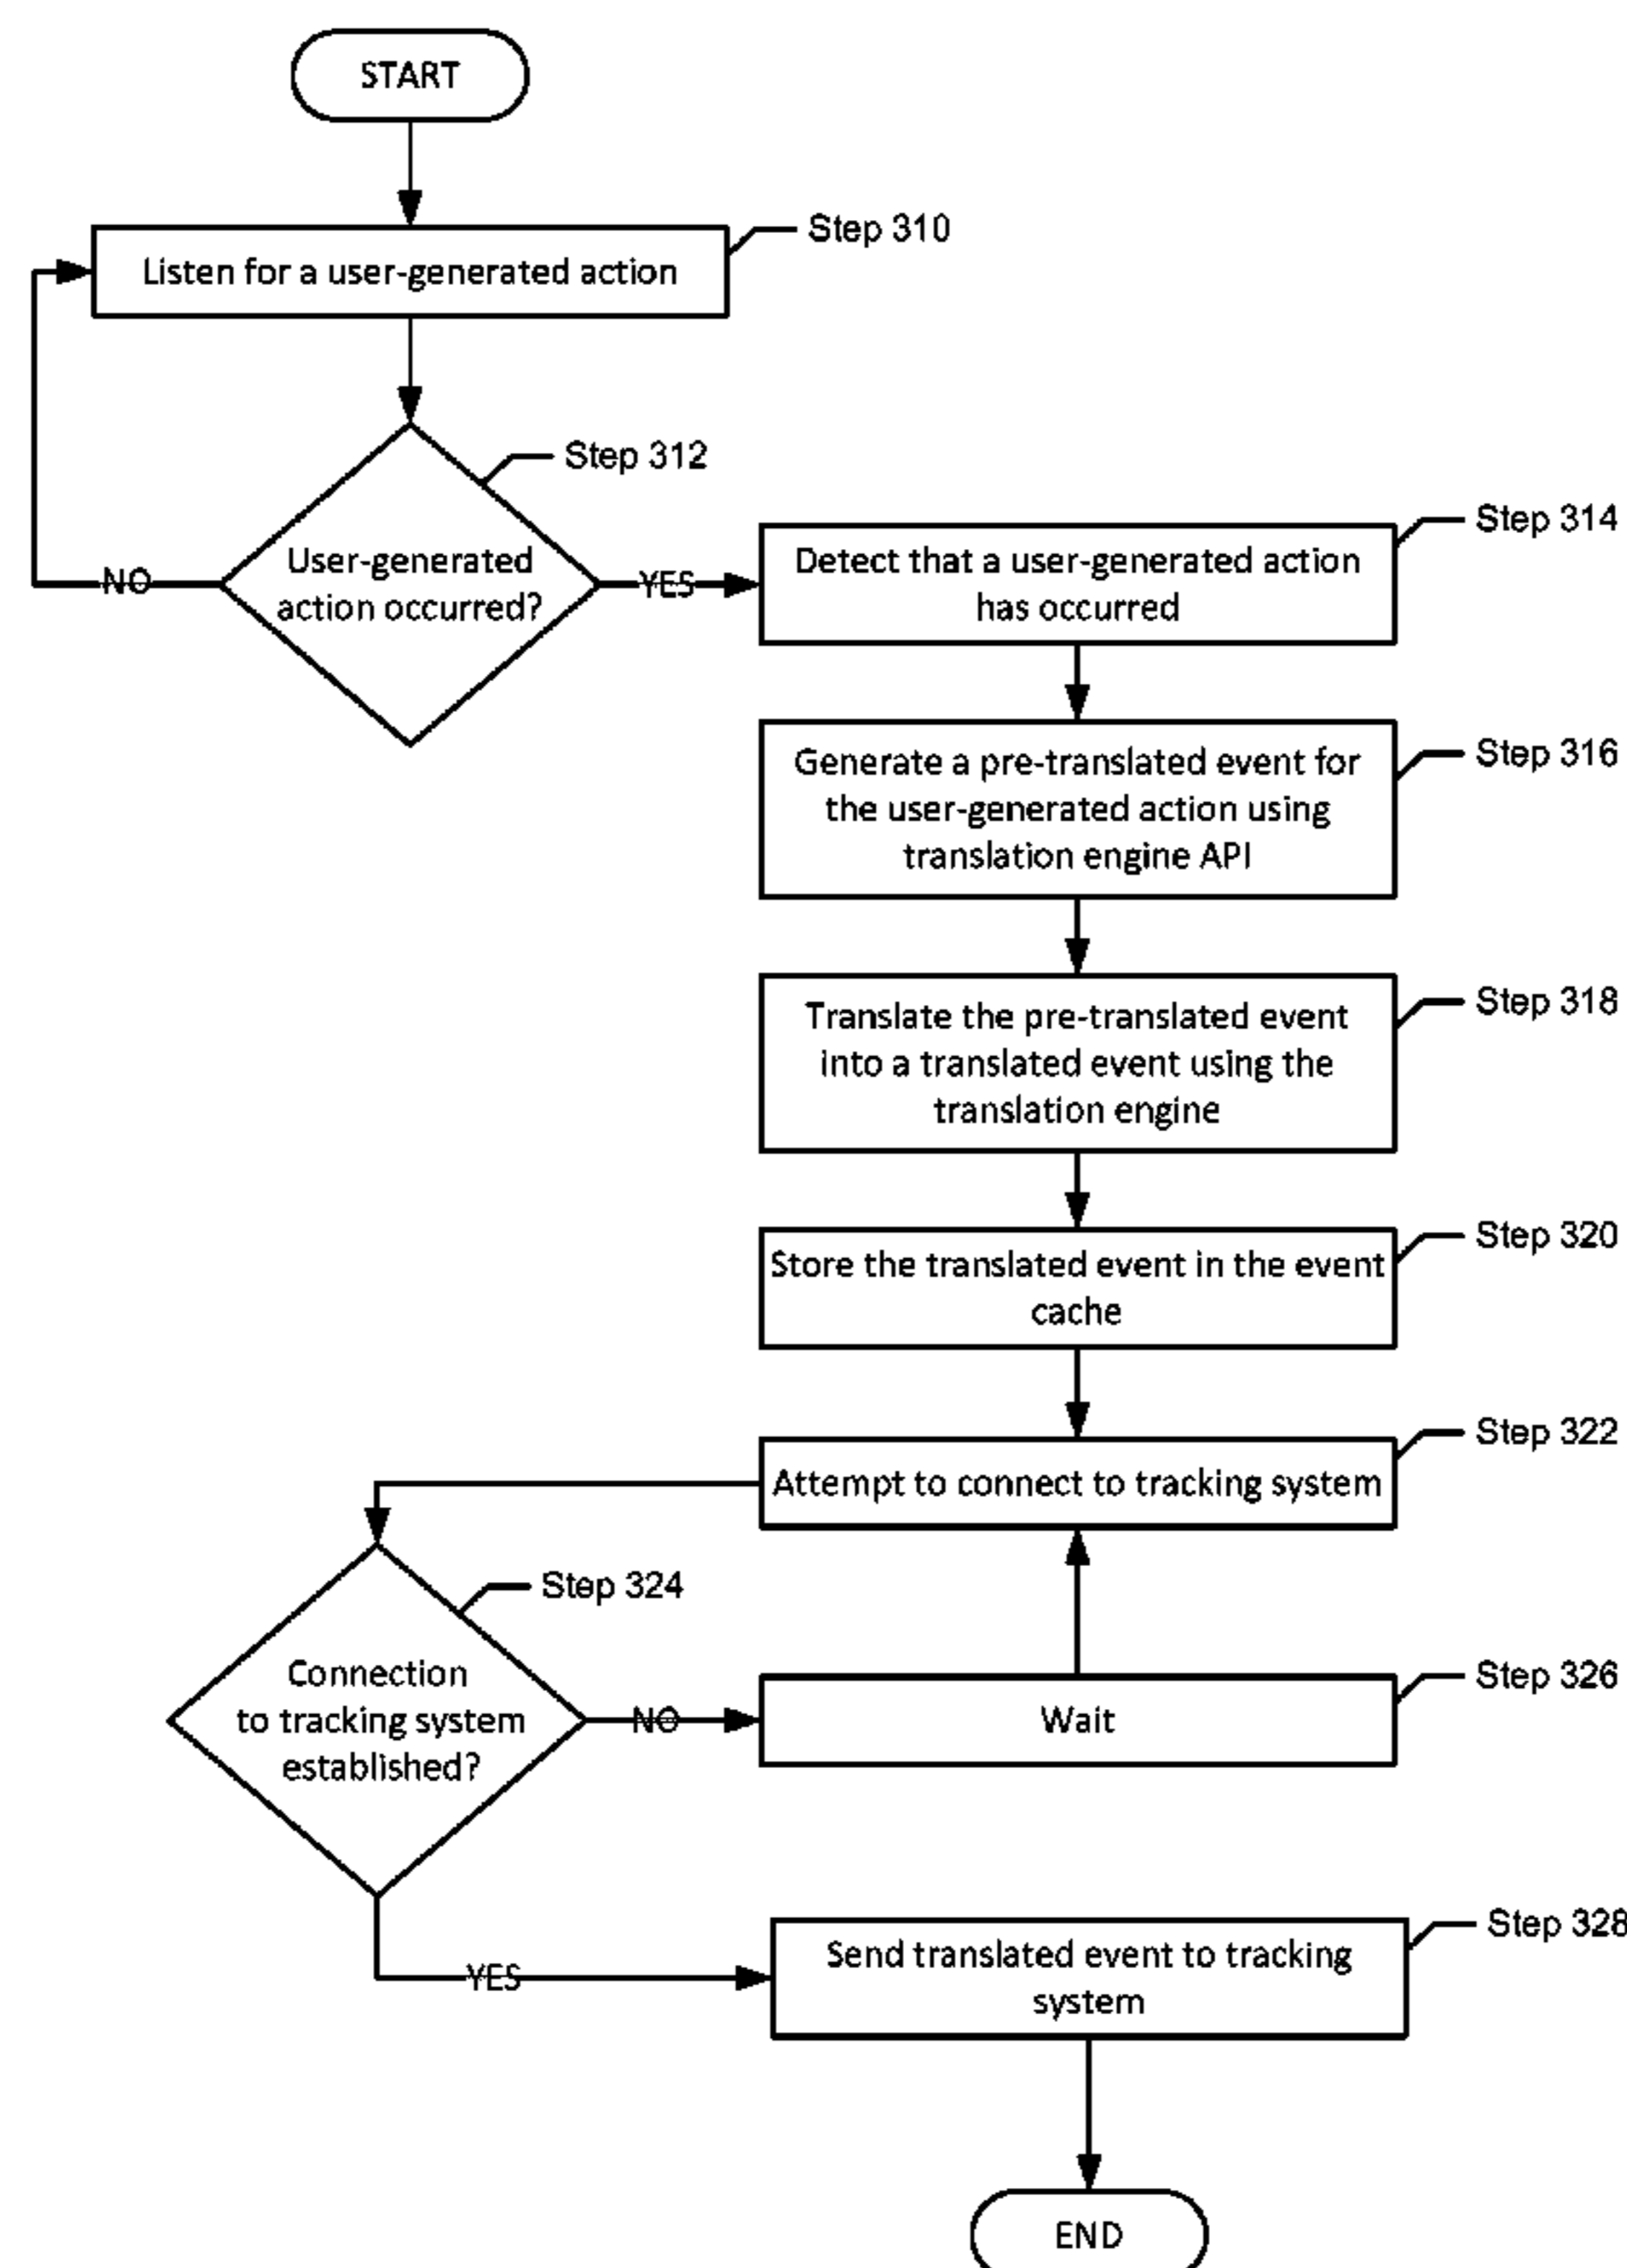 START
Step 310
Listen for a user-generated action
Step 312
User-generated
action occurred?
NO
YES
Step 314
Detect that a user-generated action
has occurred
Step 316
Generate a pre-translated event for
the user-generated action using
translation engine API
Step 318
Translate the pre-translated event
into a translated event using the
translation engine
Step 320
Store the translated event in the event
cache
Step 322
Attempt to connect to tracking system
Step 324
Connection
to tracking system
established?
NO
Step 326
Wait
YES
Step 328
Send translated event to tracking
system
END